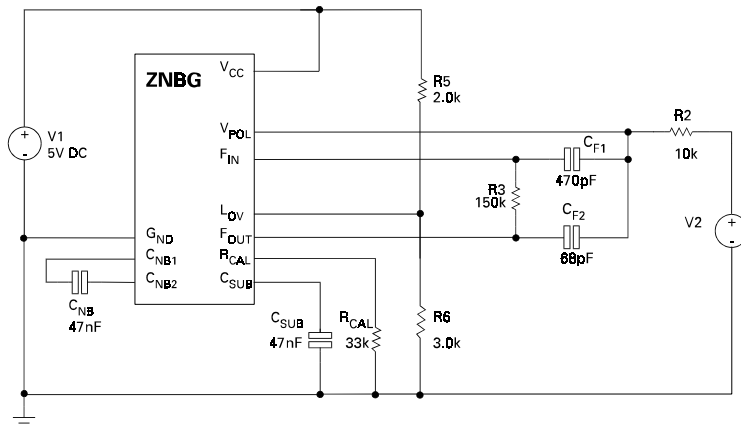 ZNBG
VCC
R5
2.0k
V1
5V DC
VPOL
FIN
R2
10k
CF1
470pF
R3
150k
LOV
CF2
68pF
V2
GND
FOUT
CNB1
RCAL
CNB2
CSUB
CNB
47nF
CSUB
47nF
RCAL
33k
R6
3.0k
+
-
+
-